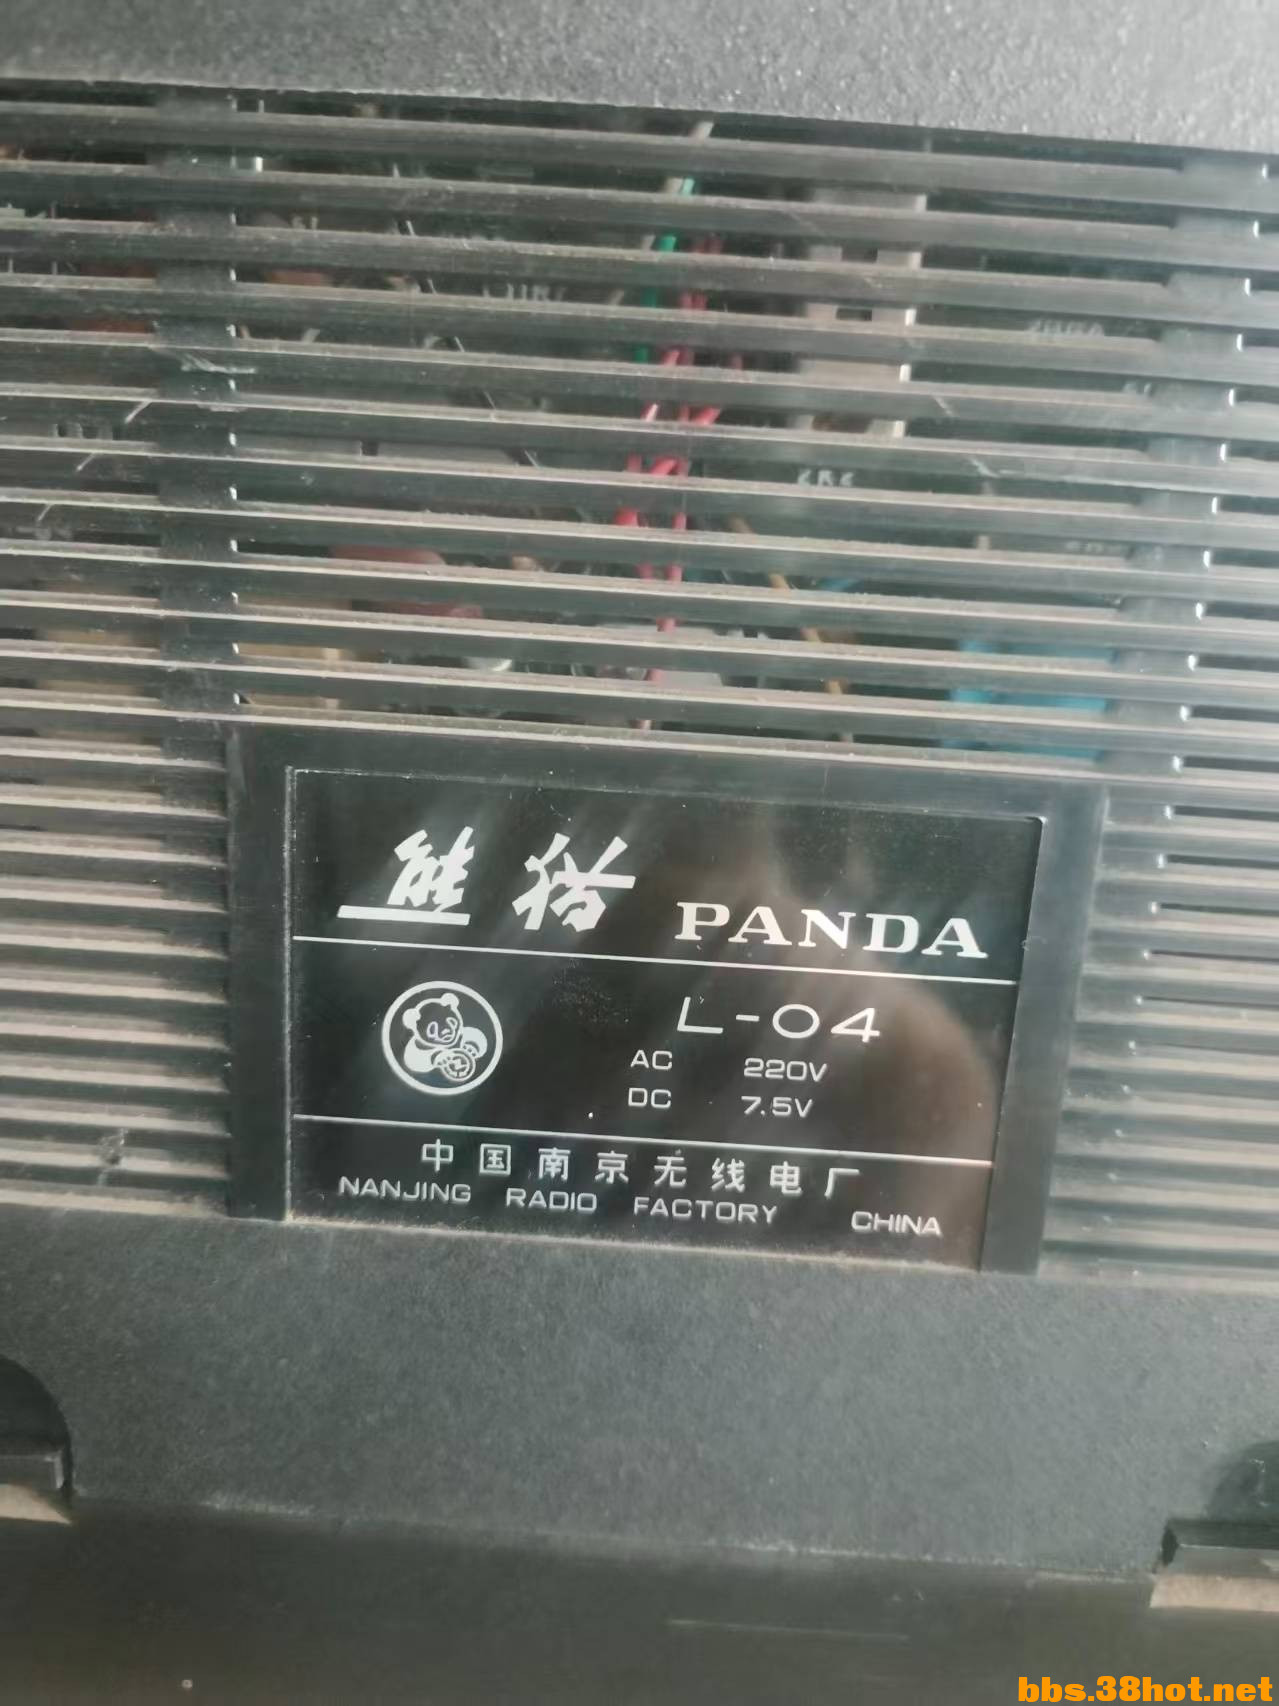 熊猫 PANDA
L-04
AC 220V
DC 7.5V
中国南京无线电厂
NANJING RADIO FACTORY CHINA
bbs.38hot.net